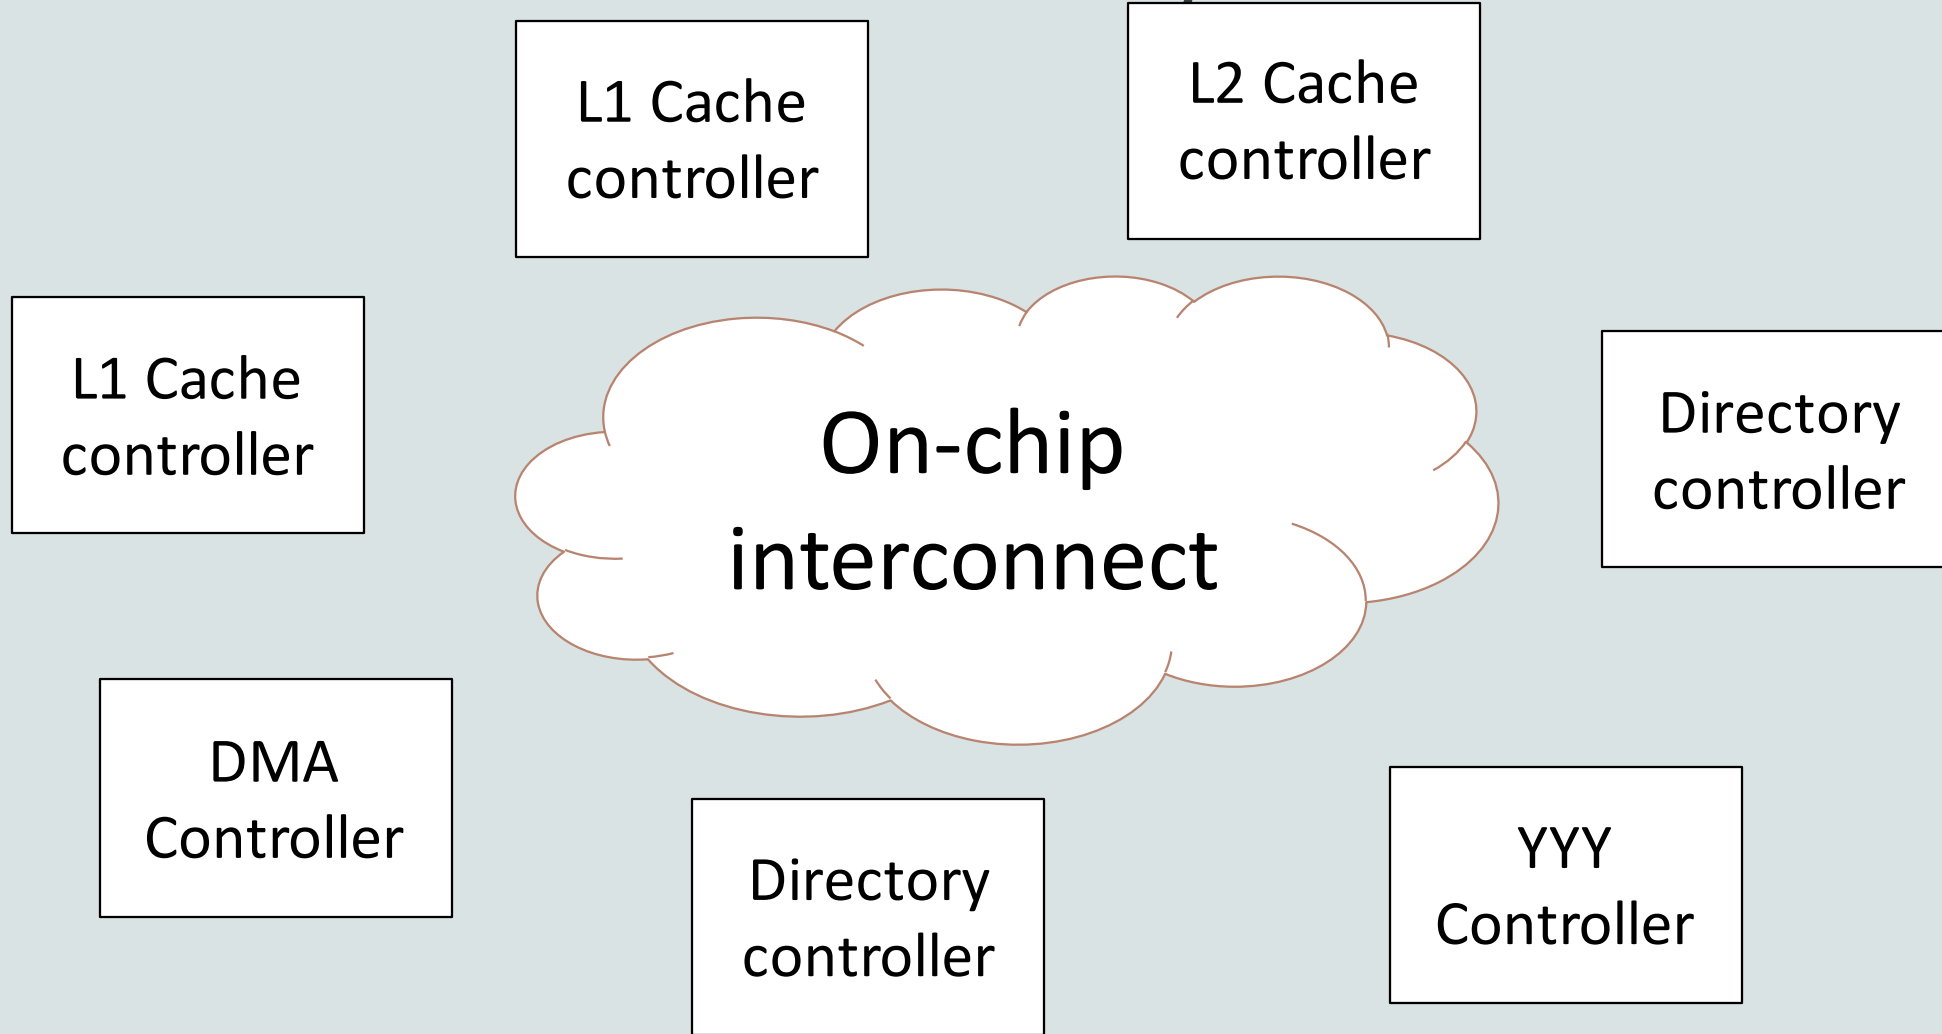 L1 Cache
controller
L2 Cache
controller
L1 Cache
controller
On-chip
interconnect
Directory
controller
DMA
Controller
Directory
controller
YYY
Controller